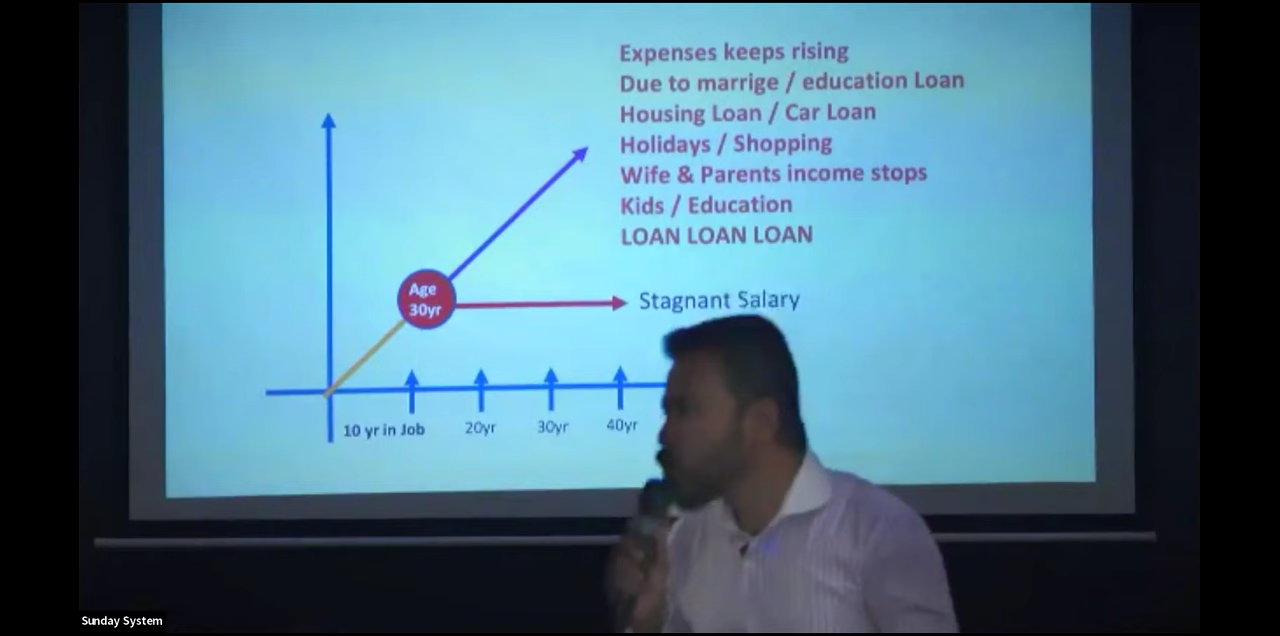 Expenses keeps rising
Due to marrige / education Loan
Housing Loan / Car Loan
Holidays / Shopping
Wife & Parents income stops
Kids / Education
LOAN LOAN LOAN
Age
30yr
Stagnant Salary
10 yr in Job
20yr
30yr
40yr
Sunday System